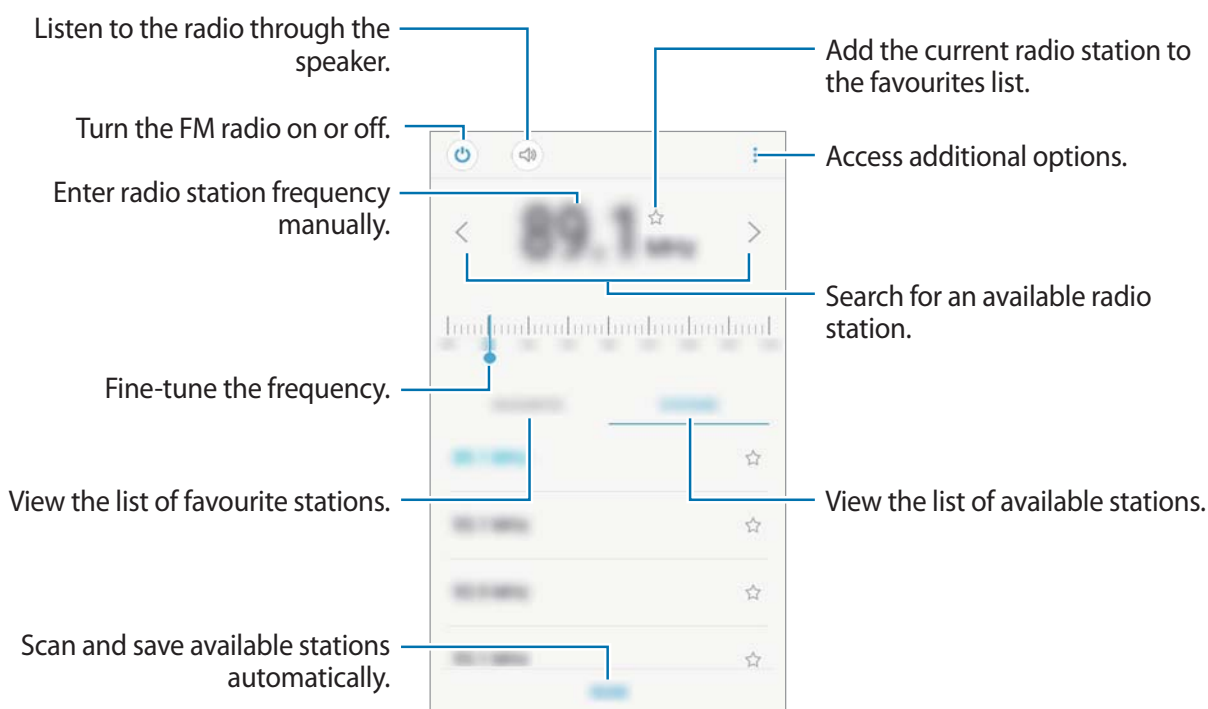 Listen to the radio through the
speaker.
Turn the FM radio on or off.
Enter radio station frequency
manually.
Fine-tune the frequency.
View the list of favourite stations.
Scan and save available stations
automatically.
Add the current radio station to
the favourites list.
Access additional options.
Search for an available radio
station.
View the list of available stations.
89.1 MHz